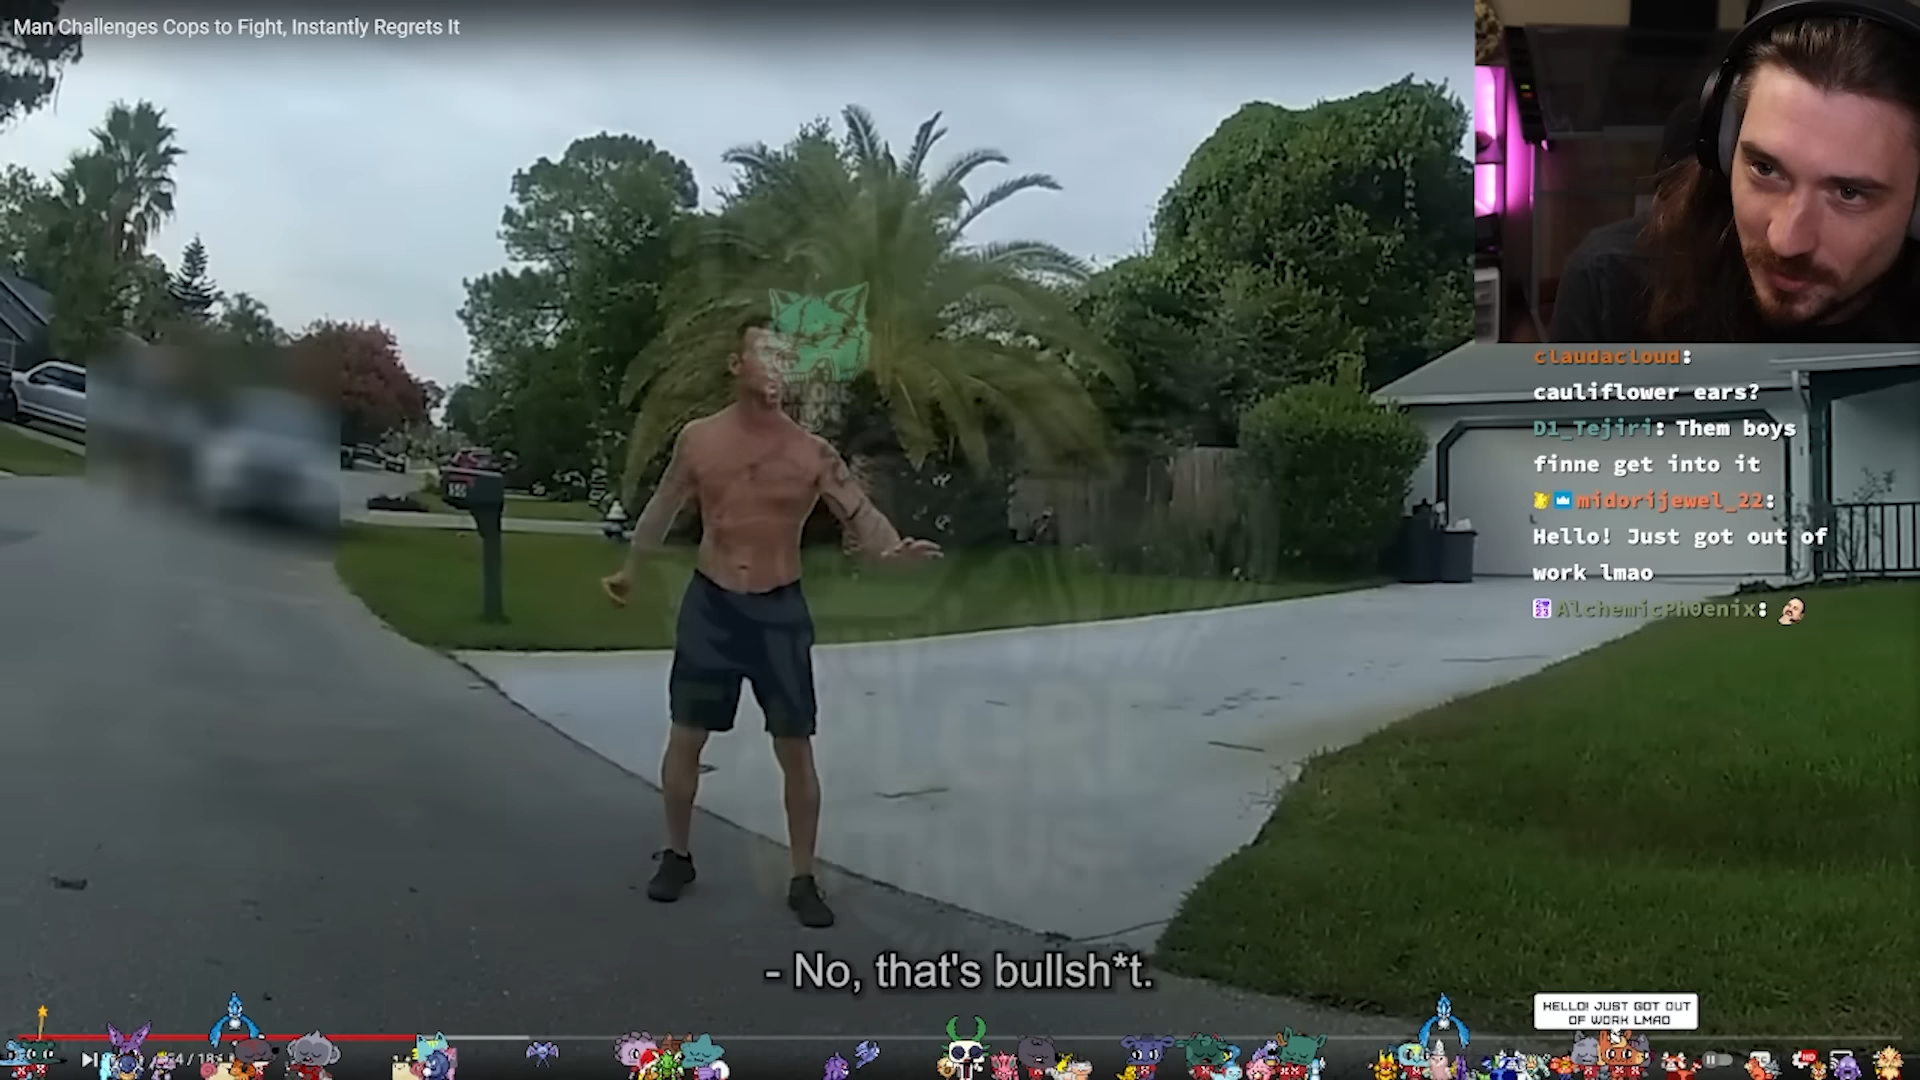 Man Challenges Cops to Fight, Instantly Regrets It
claudacloud:
cauliflower ears?
D1_Tejiri: Them boys
finne get into it
midorijewel_22:
Hello! Just got out of
work lmao
AlchemicPh0enix:
- No, that's bullsh*t.
HELLO! JUST GOT OUT
OF WORK LMAO